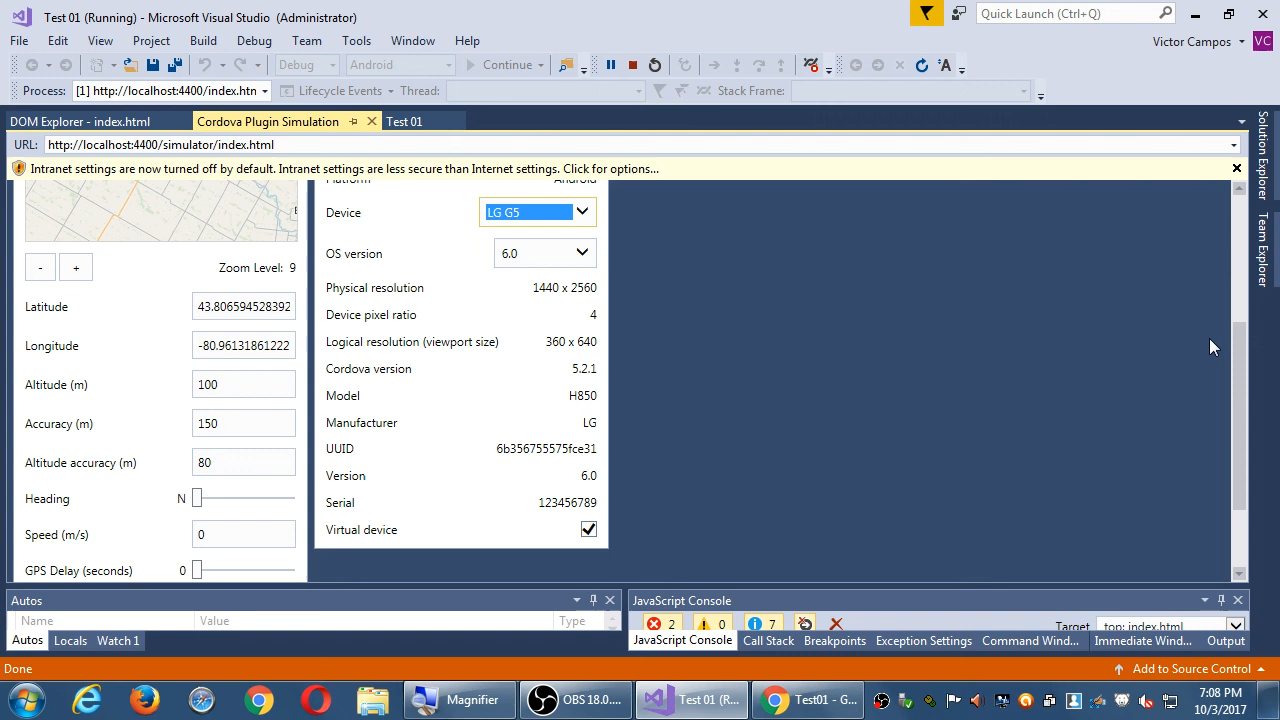 Test 01 (Running) - Microsoft Visual Studio (Administrator)
Quick Launch (Ctrl+Q)
File Edit View Project Build Debug Team Tools Window Help
Victor Campos VC
Debug Android Continue
Process: [1] http://localhost:4400/index.htn Lifecycle Events Thread: Stack Frame:
DOM Explorer - index.html Cordova Plugin Simulation Test 01
URL: http://localhost:4400/simulator/index.html
Intranet settings are now turned off by default. Intranet settings are less secure than Internet settings. Click for options...
Solution Explorer
Team Explorer
- + Zoom Level: 9
Latitude 43.806594528392
Longitude -80.96131861222
Altitude (m) 100
Accuracy (m) 150
Altitude accuracy (m) 80
Heading N
Speed (m/s) 0
GPS Delay (seconds) 0
Platform Android
Device LG G5
OS version 6.0
Physical resolution 1440 x 2560
Device pixel ratio 4
Logical resolution (viewport size) 360 x 640
Cordova version 5.2.1
Model H850
Manufacturer LG
UUID 6b356755575fce31
Version 6.0
Serial 123456789
Virtual device
Autos
Name Value Type
Autos Locals Watch 1
JavaScript Console
2 0 7 Target top: index.html
JavaScript Console Call Stack Breakpoints Exception Settings Command Wind... Immediate Wind... Output
Done Add to Source Control
Magnifier OBS 18.0.... Test 01 (R... Test01 - G...
7:08 PM
10/3/2017